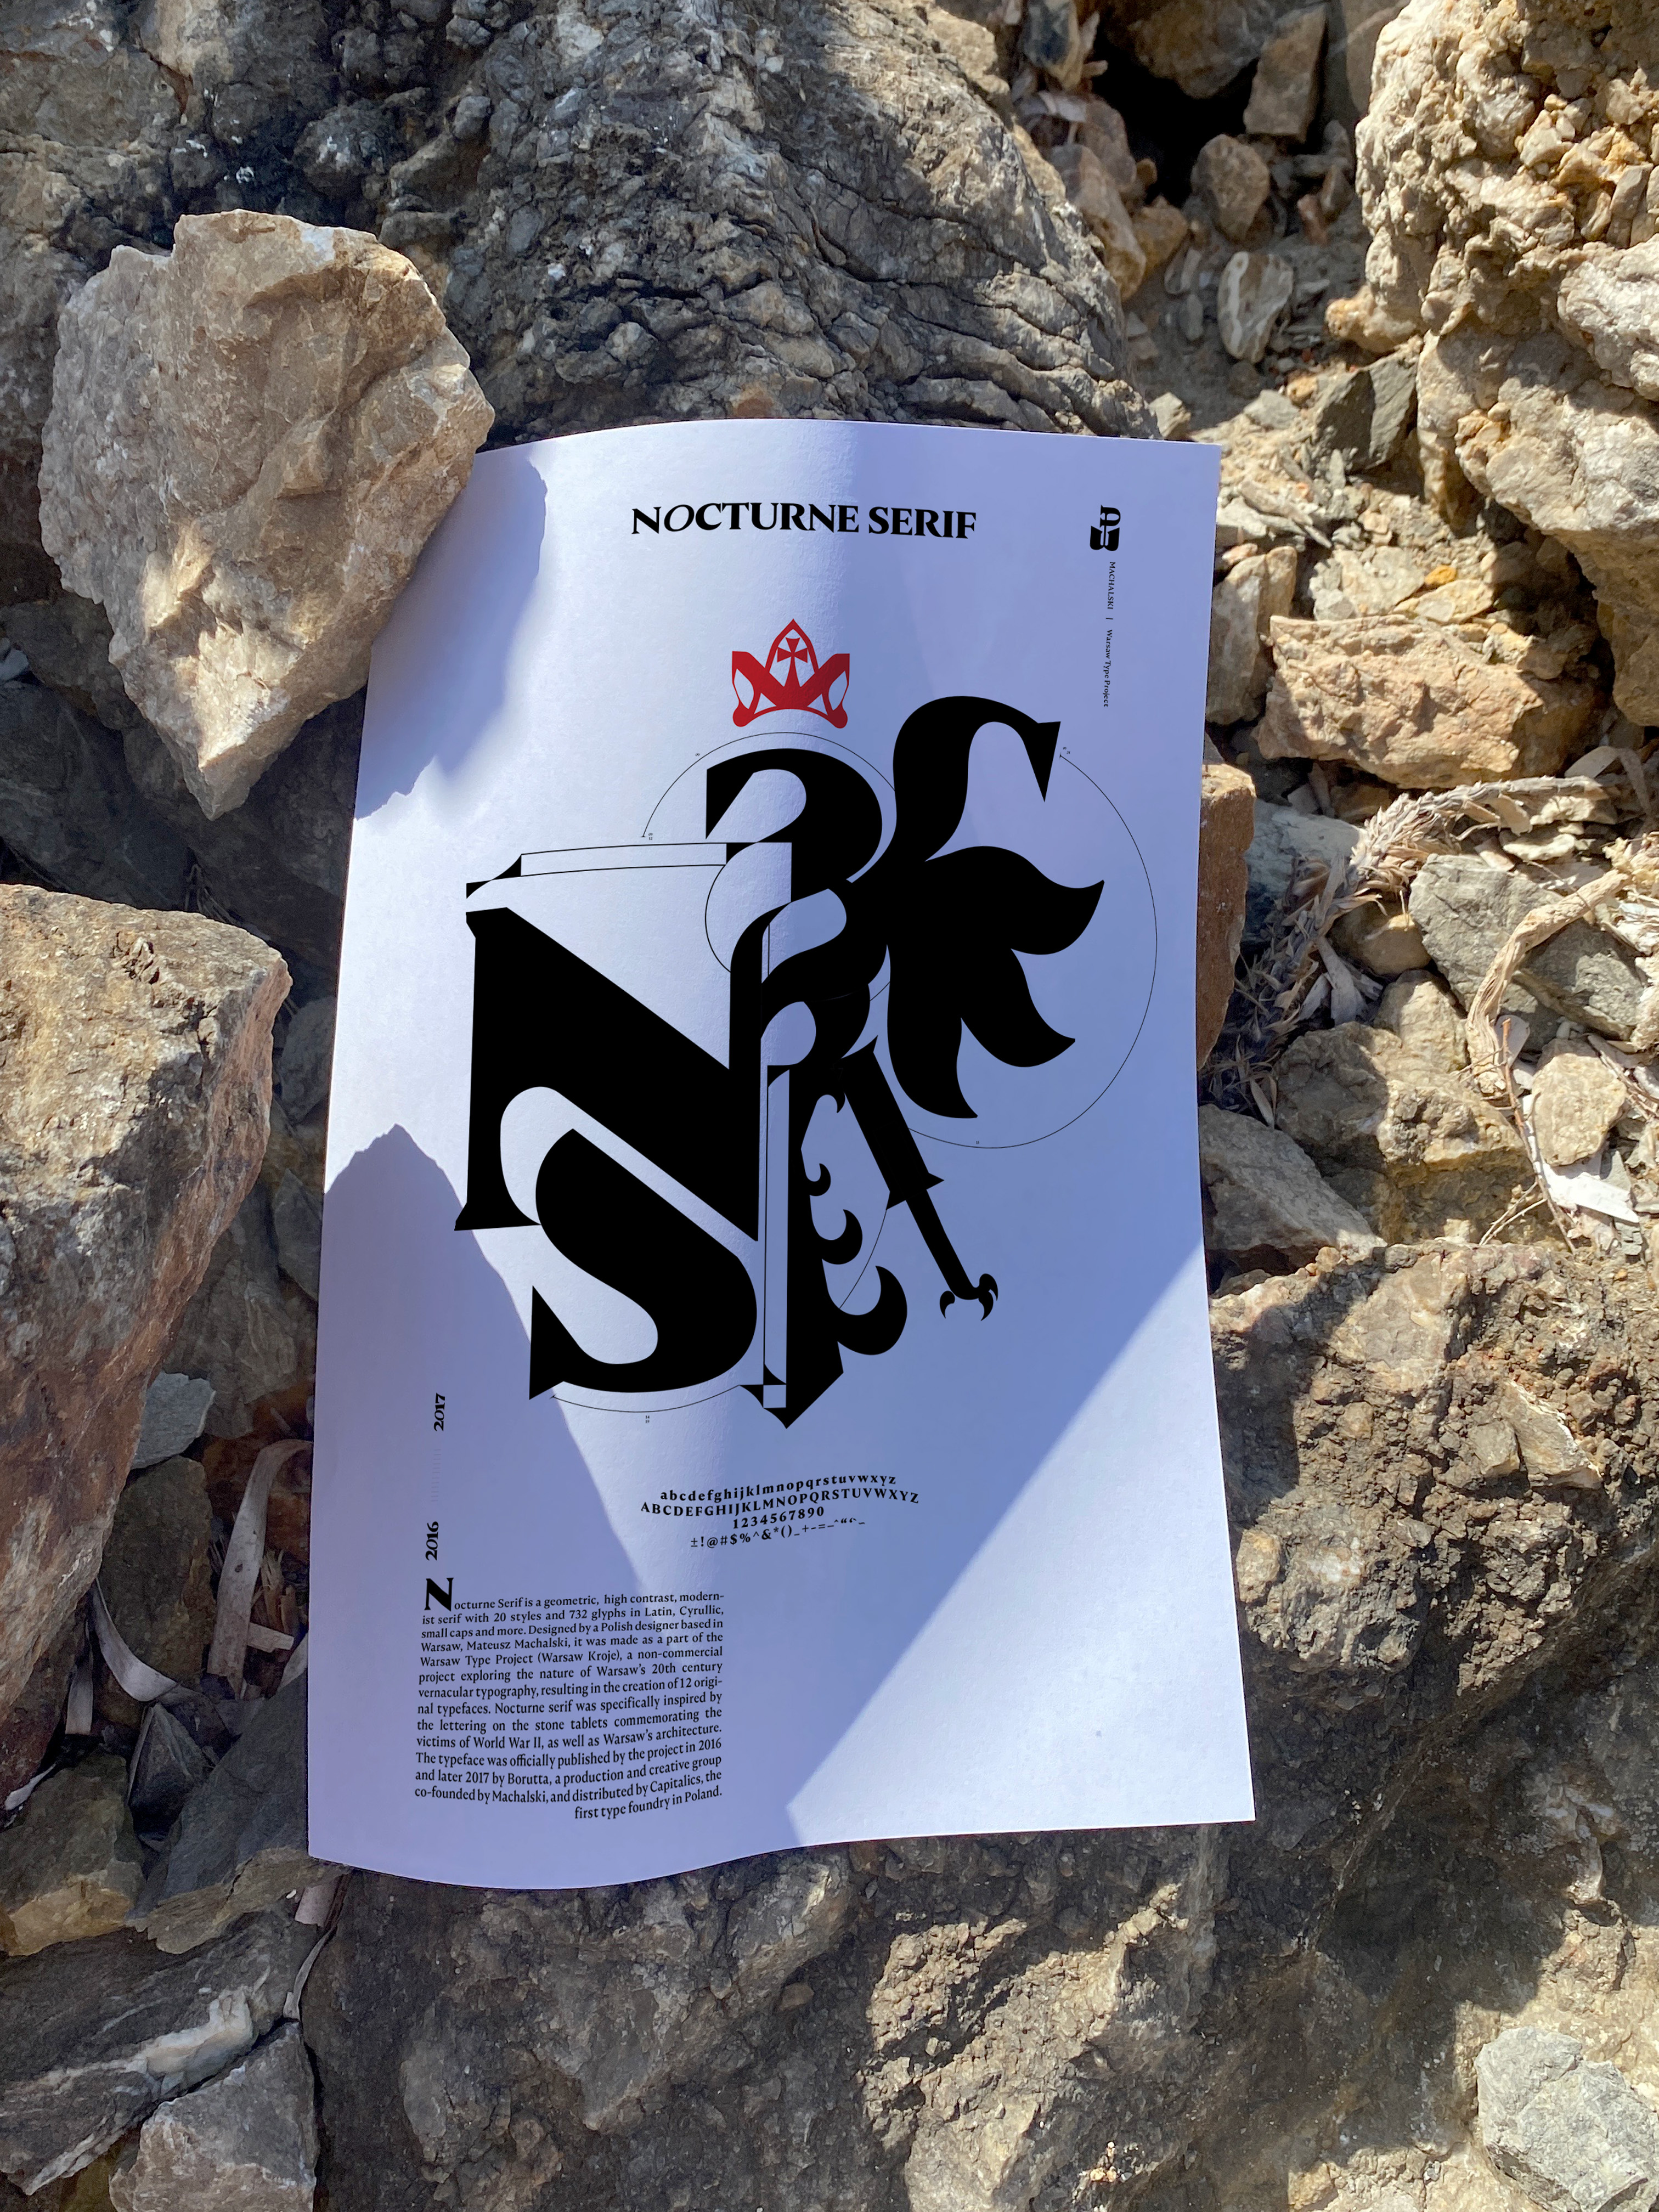 NOCTURNE SERIF
MACHALSKI | Warsaw Type Project
N
S
2017
2016
abcdefghijklmnopqrstuvwxyz
ABCDEFGHIJKLMNOPQRSTUVWXYZ
1234567890
±!@#$%^&*()_+-=–^“‘~_
Nocturne Serif is a geometric, high contrast, modern-
ist serif with 20 styles and 732 glyphs in Latin, Cyrullic,
small caps and more. Designed by a Polish designer based in
Warsaw, Mateusz Machalski, it was made as a part of the
Warsaw Type Project (Warsaw Kroje), a non-commercial
project exploring the nature of Warsaw’s 20th century
vernacular typography, resulting in the creation of 12 origi-
nal typefaces. Nocturne serif was specifically inspired by
the lettering on the stone tablets commemorating the
victims of World War II, as well as Warsaw’s architecture.
The typeface was officially published by the project in 2016
and later 2017 by Borutta, a production and creative group
co-founded by Machalski, and distributed by Capitalics, the
first type foundry in Poland.